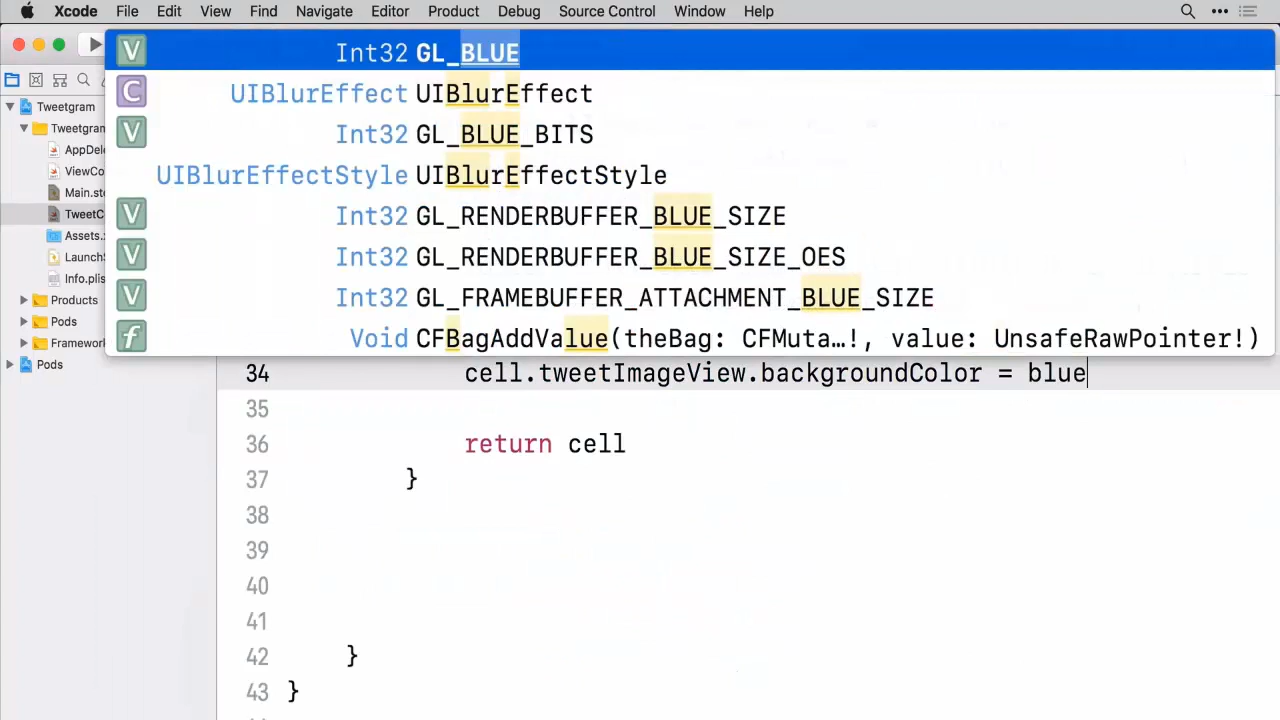 Xcode File Edit View Find Navigate Editor Product Debug Source Control Window Help
V Int32 GL_BLUE
C UIBlurEffect UIBlurEffect
V Int32 GL_BLUE_BITS
UIBlurEffectStyle UIBlurEffectStyle
V Int32 GL_RENDERBUFFER_BLUE_SIZE
V Int32 GL_RENDERBUFFER_BLUE_SIZE_OES
V Int32 GL_FRAMEBUFFER_ATTACHMENT_BLUE_SIZE
f Void CFBagAddValue(theBag: CFMuta…!, value: UnsafeRawPointer!)
Tweetgram
Tweetgram
AppDele
ViewCo
Main.sto
TweetC
Assets.x
LaunchS
Info.plis
Products
Pods
Framework
Pods
34 cell.tweetImageView.backgroundColor = blue
35
36 return cell
37 }
38
39
40
41
42 }
43 }